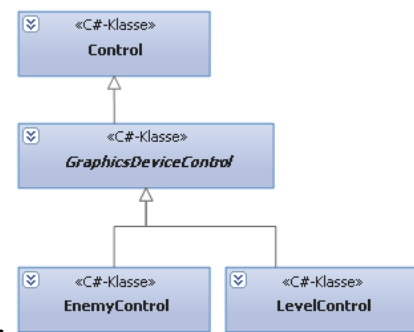 «C#-Klasse»
Control
«C#-Klasse»
GraphicsDeviceControl
«C#-Klasse»
EnemyControl
«C#-Klasse»
LevelControl